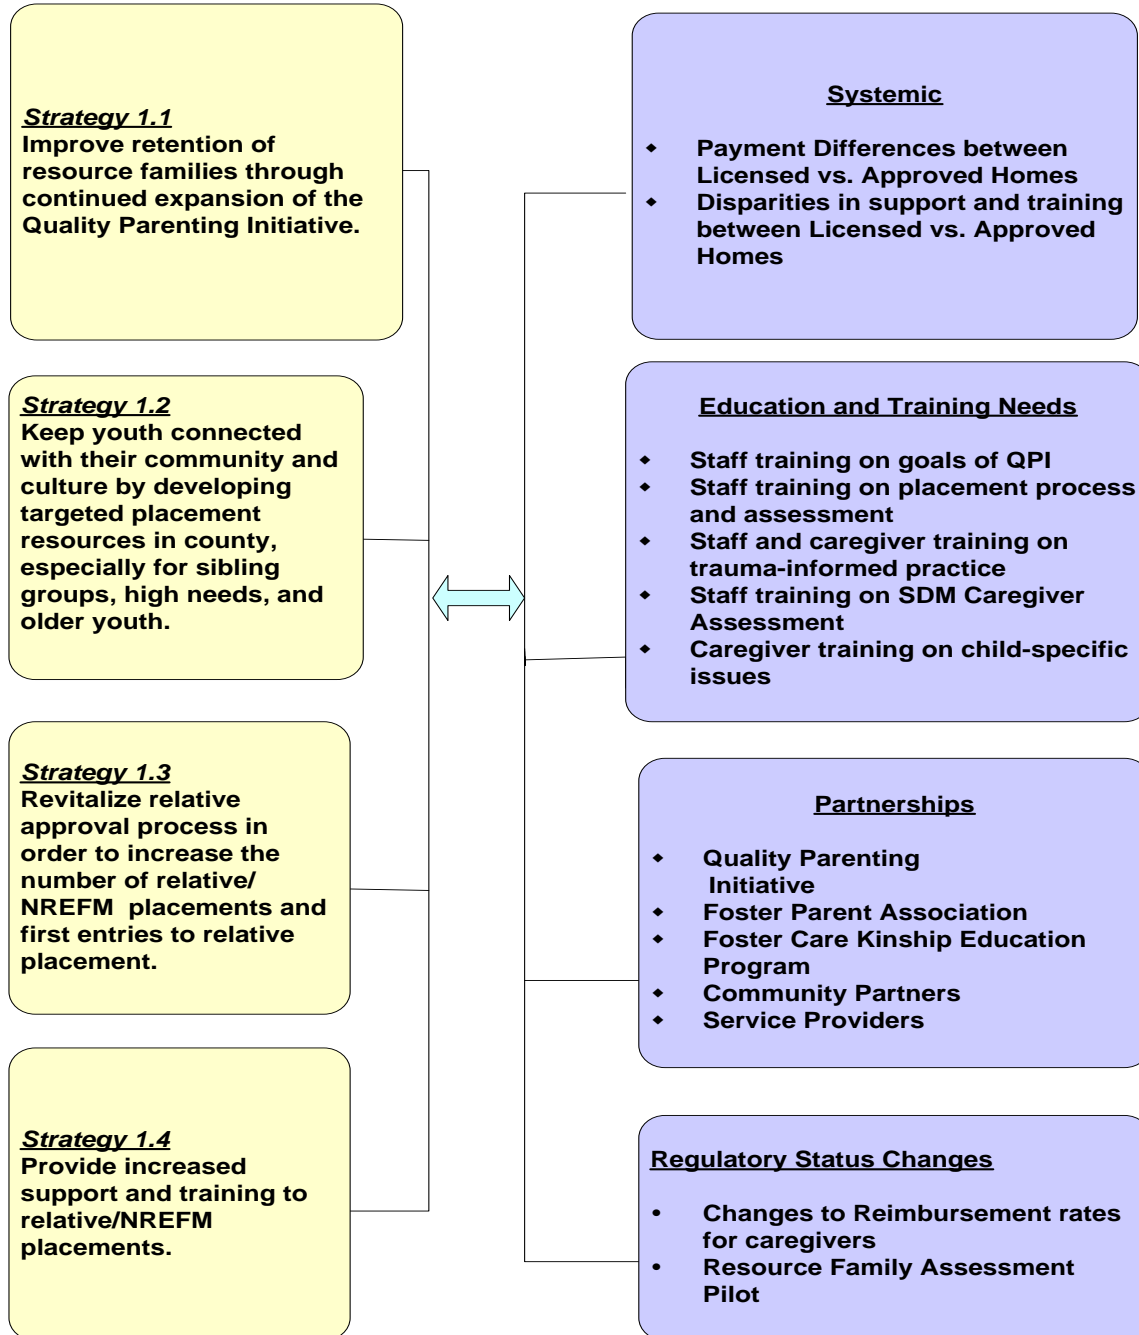 Strategy 1.1
Improve retention of
resource families through
continued expansion of the
Quality Parenting Initiative.
Strategy 1.2
Keep youth connected
with their community and
culture by developing
targeted placement
resources in county,
especially for sibling
groups, high needs, and
older youth.
Strategy 1.3
Revitalize relative
approval process in
order to increase the
number of relative/
NREFM placements and
first entries to relative
placement.
Strategy 1.4
Provide increased
support and training to
relative/NREFM
placements.
Systemic
◆ Payment Differences between
Licensed vs. Approved Homes
◆ Disparities in support and training
between Licensed vs. Approved
Homes
Education and Training Needs
◆ Staff training on goals of QPI
◆ Staff training on placement process
and assessment
◆ Staff and caregiver training on
trauma-informed practice
◆ Staff training on SDM Caregiver
Assessment
◆ Caregiver training on child-specific
issues
Partnerships
◆ Quality Parenting
Initiative
◆ Foster Parent Association
◆ Foster Care Kinship Education
Program
◆ Community Partners
◆ Service Providers
Regulatory Status Changes
• Changes to Reimbursement rates
for caregivers
• Resource Family Assessment
Pilot